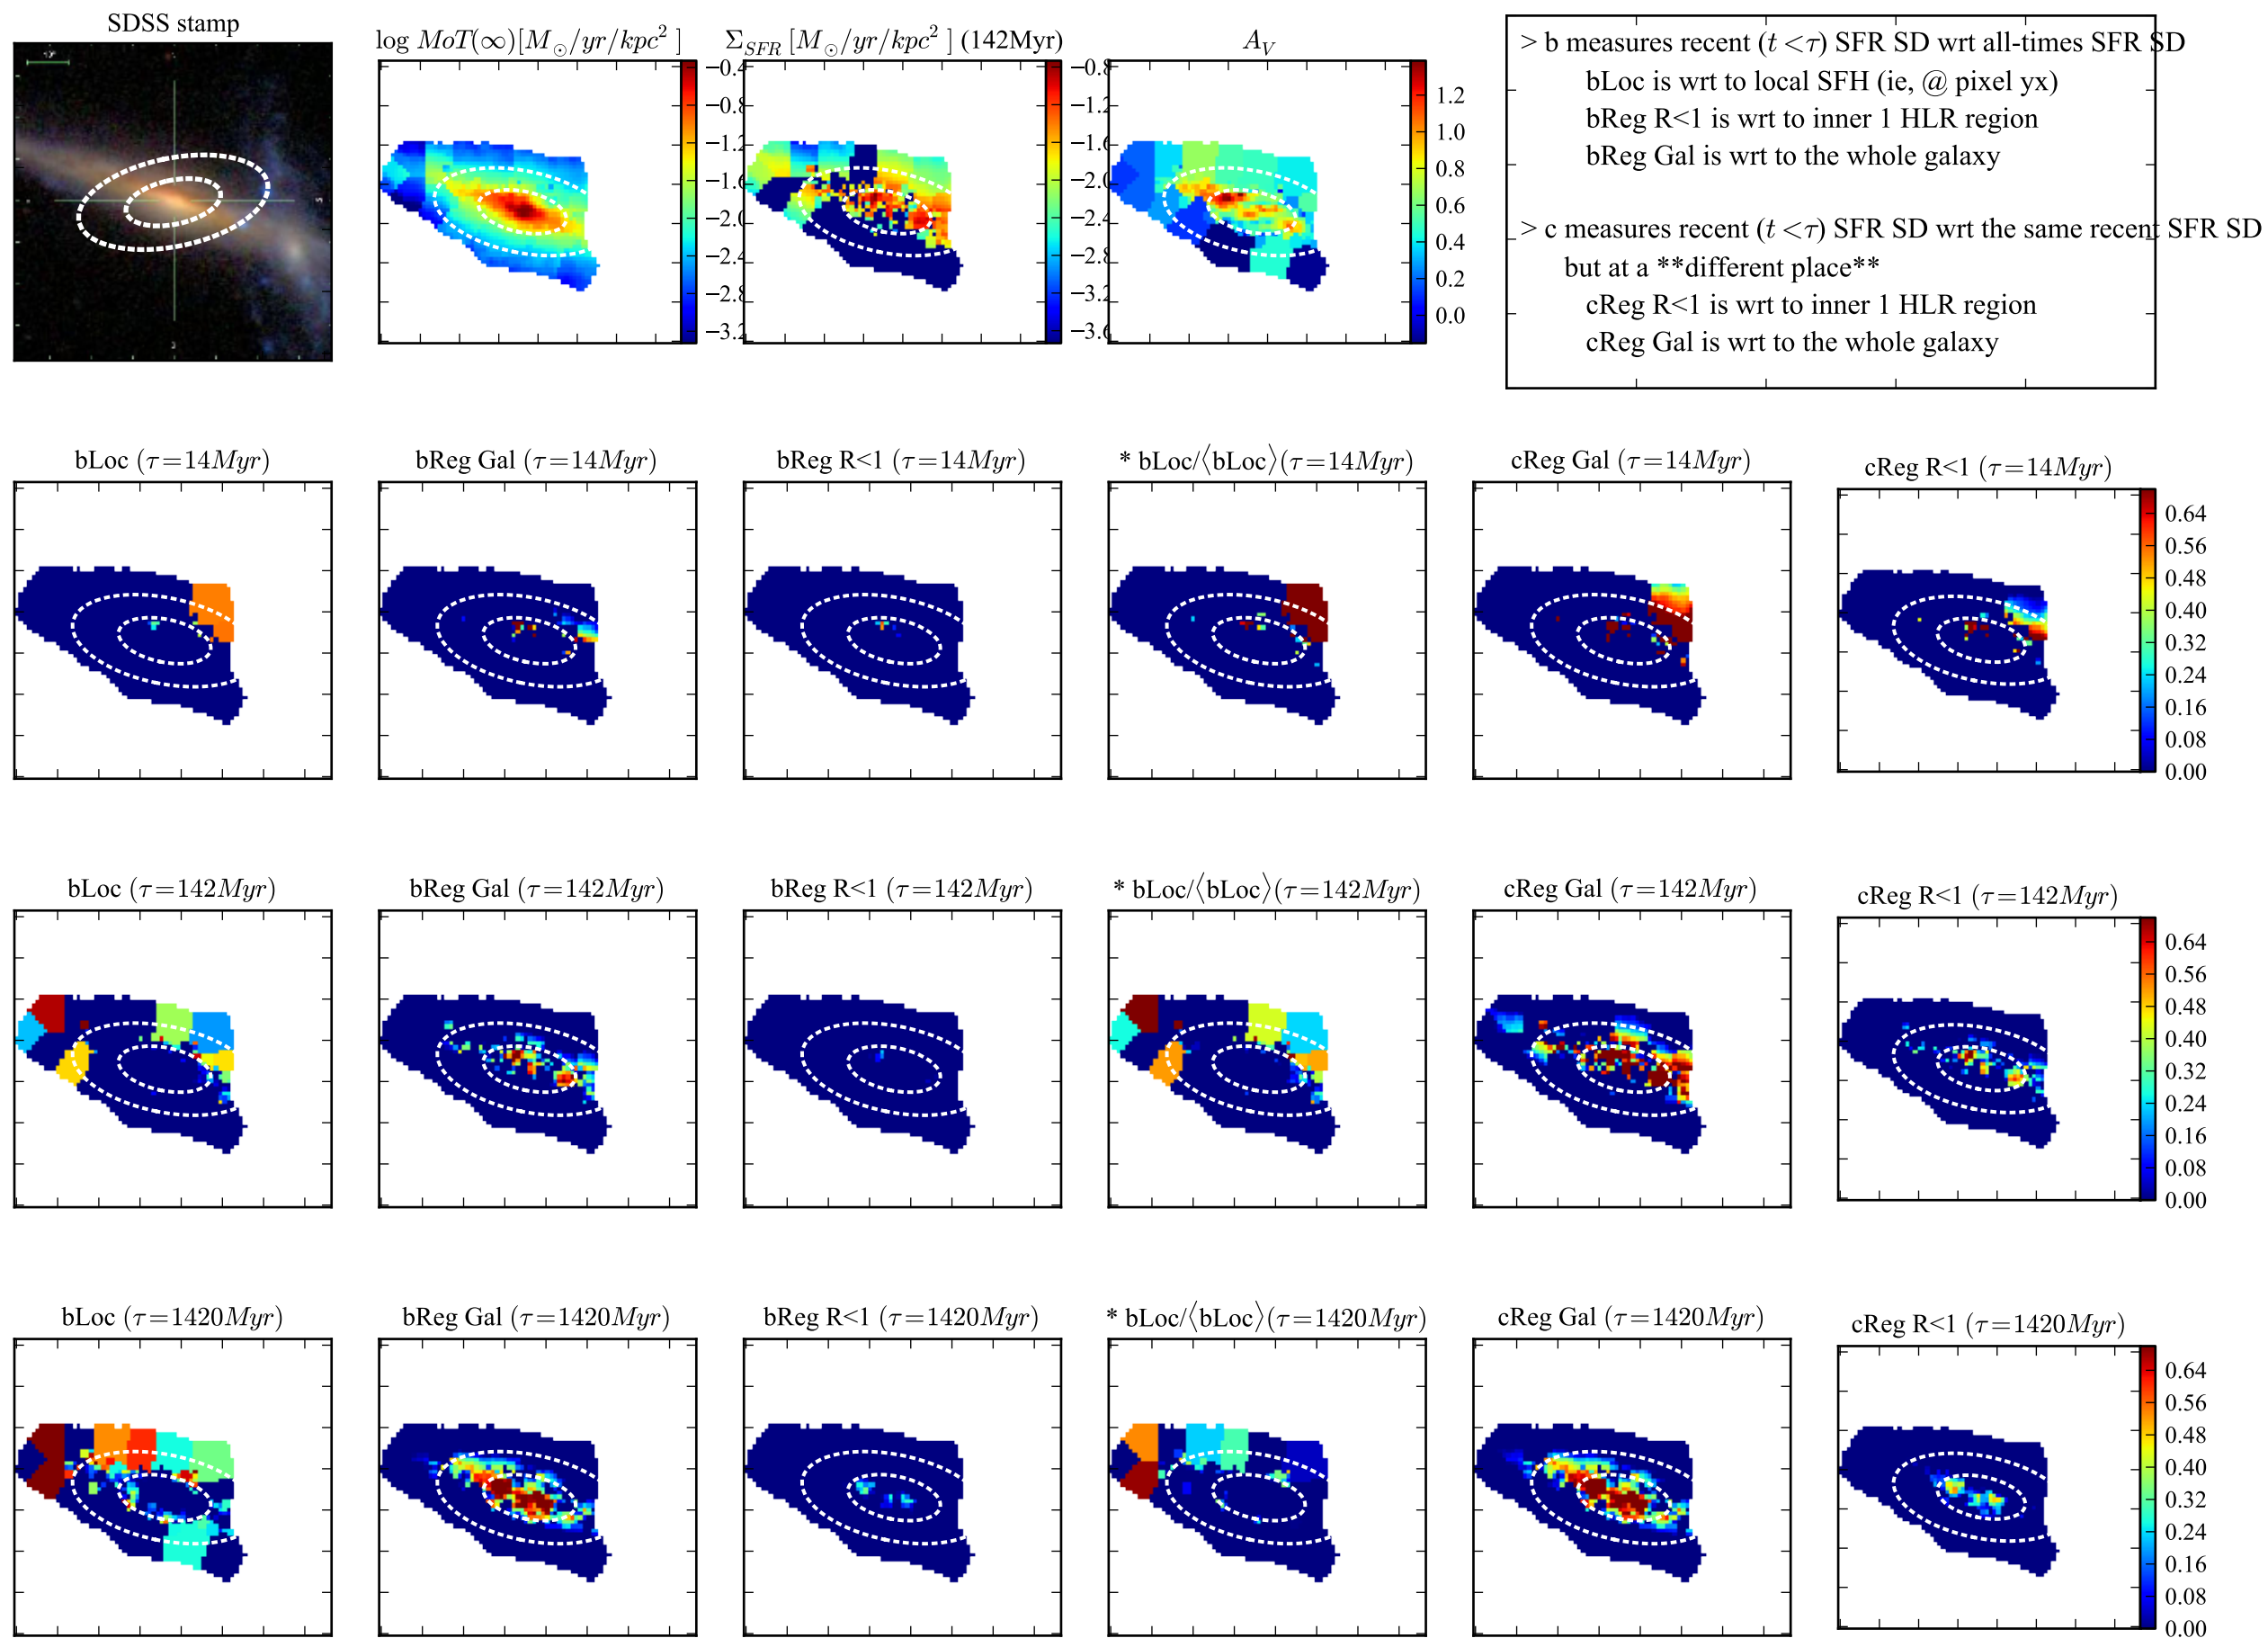 SDSS stamp
log MoT(∞)[M⊙/yr/kpc² ]
Σ_SFR [M⊙/yr/kpc² ] (142Myr)
A_V
−0.4
−0.8
−1.2
−1.6
−2.0
−2.4
−2.8
−3.2
−0.8
−1.2
−1.6
−2.0
−2.4
−2.8
−3.2
−3.6
1.2
1.0
0.8
0.6
0.4
0.2
0.0
> b measures recent (t <τ) SFR SD wrt all-times SFR SD
bLoc is wrt to local SFH (ie, @ pixel yx)
bReg R<1 is wrt to inner 1 HLR region
bReg Gal is wrt to the whole galaxy
> c measures recent (t <τ) SFR SD wrt the same recent SFR SD
but at a **different place**
cReg R<1 is wrt to inner 1 HLR region
cReg Gal is wrt to the whole galaxy
bLoc (τ=14Myr)
bReg Gal (τ=14Myr)
bReg R<1 (τ=14Myr)
* bLoc/⟨bLoc⟩(τ=14Myr)
cReg Gal (τ=14Myr)
cReg R<1 (τ=14Myr)
0.64
0.56
0.48
0.40
0.32
0.24
0.16
0.08
0.00
bLoc (τ=142Myr)
bReg Gal (τ=142Myr)
bReg R<1 (τ=142Myr)
* bLoc/⟨bLoc⟩(τ=142Myr)
cReg Gal (τ=142Myr)
cReg R<1 (τ=142Myr)
0.64
0.56
0.48
0.40
0.32
0.24
0.16
0.08
0.00
bLoc (τ=1420Myr)
bReg Gal (τ=1420Myr)
bReg R<1 (τ=1420Myr)
* bLoc/⟨bLoc⟩(τ=1420Myr)
cReg Gal (τ=1420Myr)
cReg R<1 (τ=1420Myr)
0.64
0.56
0.48
0.40
0.32
0.24
0.16
0.08
0.00